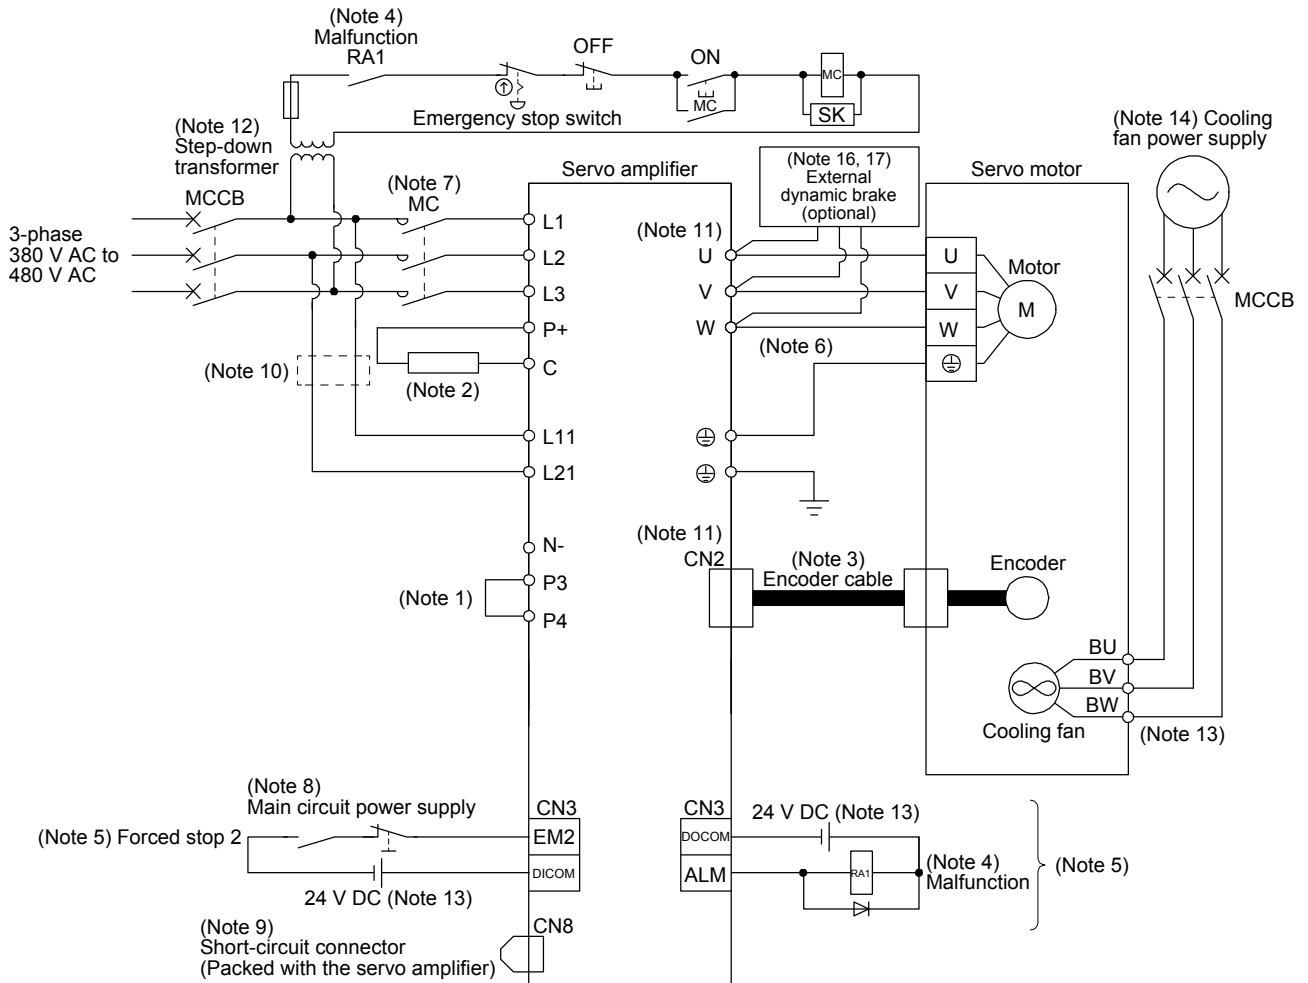 (Note 4)
Malfunction
RA1
OFF
ON
MC
MC
SK
Emergency stop switch
(Note 12)
Step-down
transformer
(Note 14) Cooling
fan power supply
MCCB
(Note 7)
MC
Servo amplifier
(Note 16, 17)
External
dynamic brake
(optional)
Servo motor
3-phase
380 V AC to
480 V AC
L1
L2
L3
P+
C
L11
L21
N-
P3
P4
(Note 10)
(Note 2)
(Note 1)
(Note 11)
U
V
W
(Note 6)
U
V
W
Motor
M
MCCB
(Note 11)
CN2
(Note 3)
Encoder cable
Encoder
BU
BV
BW
Cooling fan
(Note 13)
(Note 8)
Main circuit power supply
(Note 5) Forced stop 2
24 V DC (Note 13)
CN3
EM2
DICOM
CN3
DOCOM
ALM
24 V DC (Note 13)
RA1
(Note 4)
Malfunction
(Note 5)
(Note 9)
Short-circuit connector
(Packed with the servo amplifier)
CN8